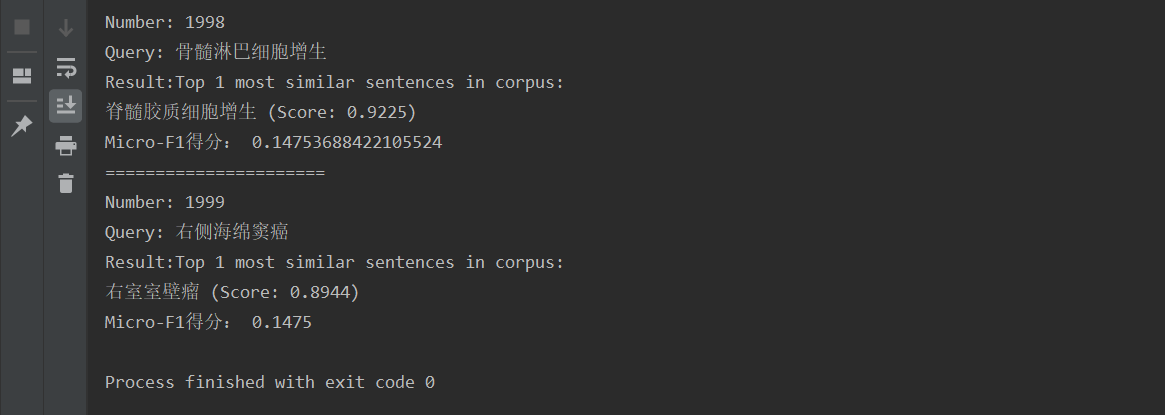 Number: 1998
Query: 骨髓淋巴细胞增生
Result:Top 1 most similar sentences in corpus:
脊髓胶质细胞增生 (Score: 0.9225)
Micro-F1得分： 0.14753688422105524
======================
Number: 1999
Query: 右侧海绵窦癌
Result:Top 1 most similar sentences in corpus:
右室室壁瘤 (Score: 0.8944)
Micro-F1得分： 0.1475
Process finished with exit code 0